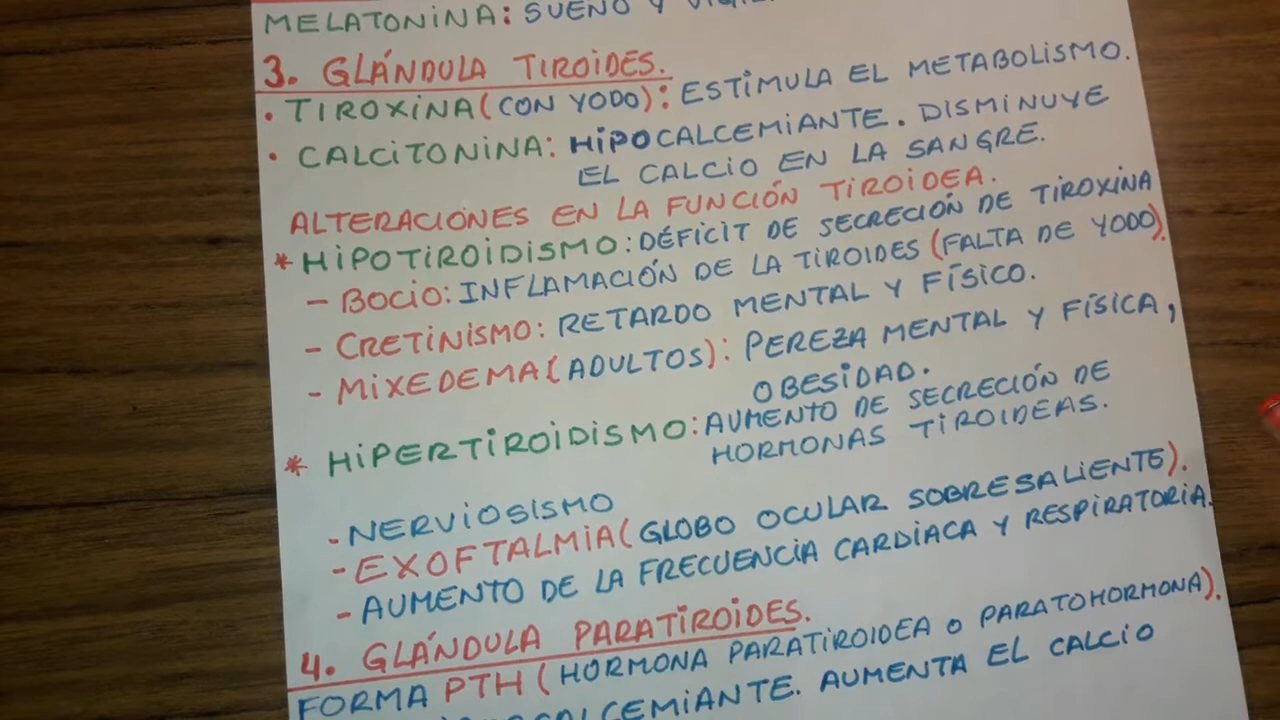 MELATONINA: SUEÑO Y
3. GLÁNDULA TIROIDES.
• TIROXINA (CON YODO): ESTIMULA EL METABOLISMO.
• CALCITONINA: HIPOCALCEMIANTE. DISMINUYE
EL CALCIO EN LA SANGRE.
ALTERACIONES EN LA FUNCIÓN TIROIDEA.
* HIPOTIROIDISMO: DÉFICIT DE SECRECIÓN DE TIROXINA
- BOCIO: INFLAMACIÓN DE LA TIROIDES (FALTA DE YODO).
- CRETINISMO: RETARDO MENTAL Y FÍSICO.
- MIXEDEMA (ADULTOS): PEREZA MENTAL Y FÍSICA,
OBESIDAD.
* HIPERTIROIDISMO: AUMENTO DE SECRECIÓN DE
HORMONAS TIROIDEAS.
- NERVIOSISMO
- EXOFTALMIA (GLOBO OCULAR SOBRESALIENTE).
- AUMENTO DE LA FRECUENCIA CARDIACA Y RESPIRATORIA.
4. GLÁNDULA PARATIROIDES.
FORMA PTH (HORMONA PARATIROIDEA O PARATOHORMONA).
AUMENTA EL CALCIO